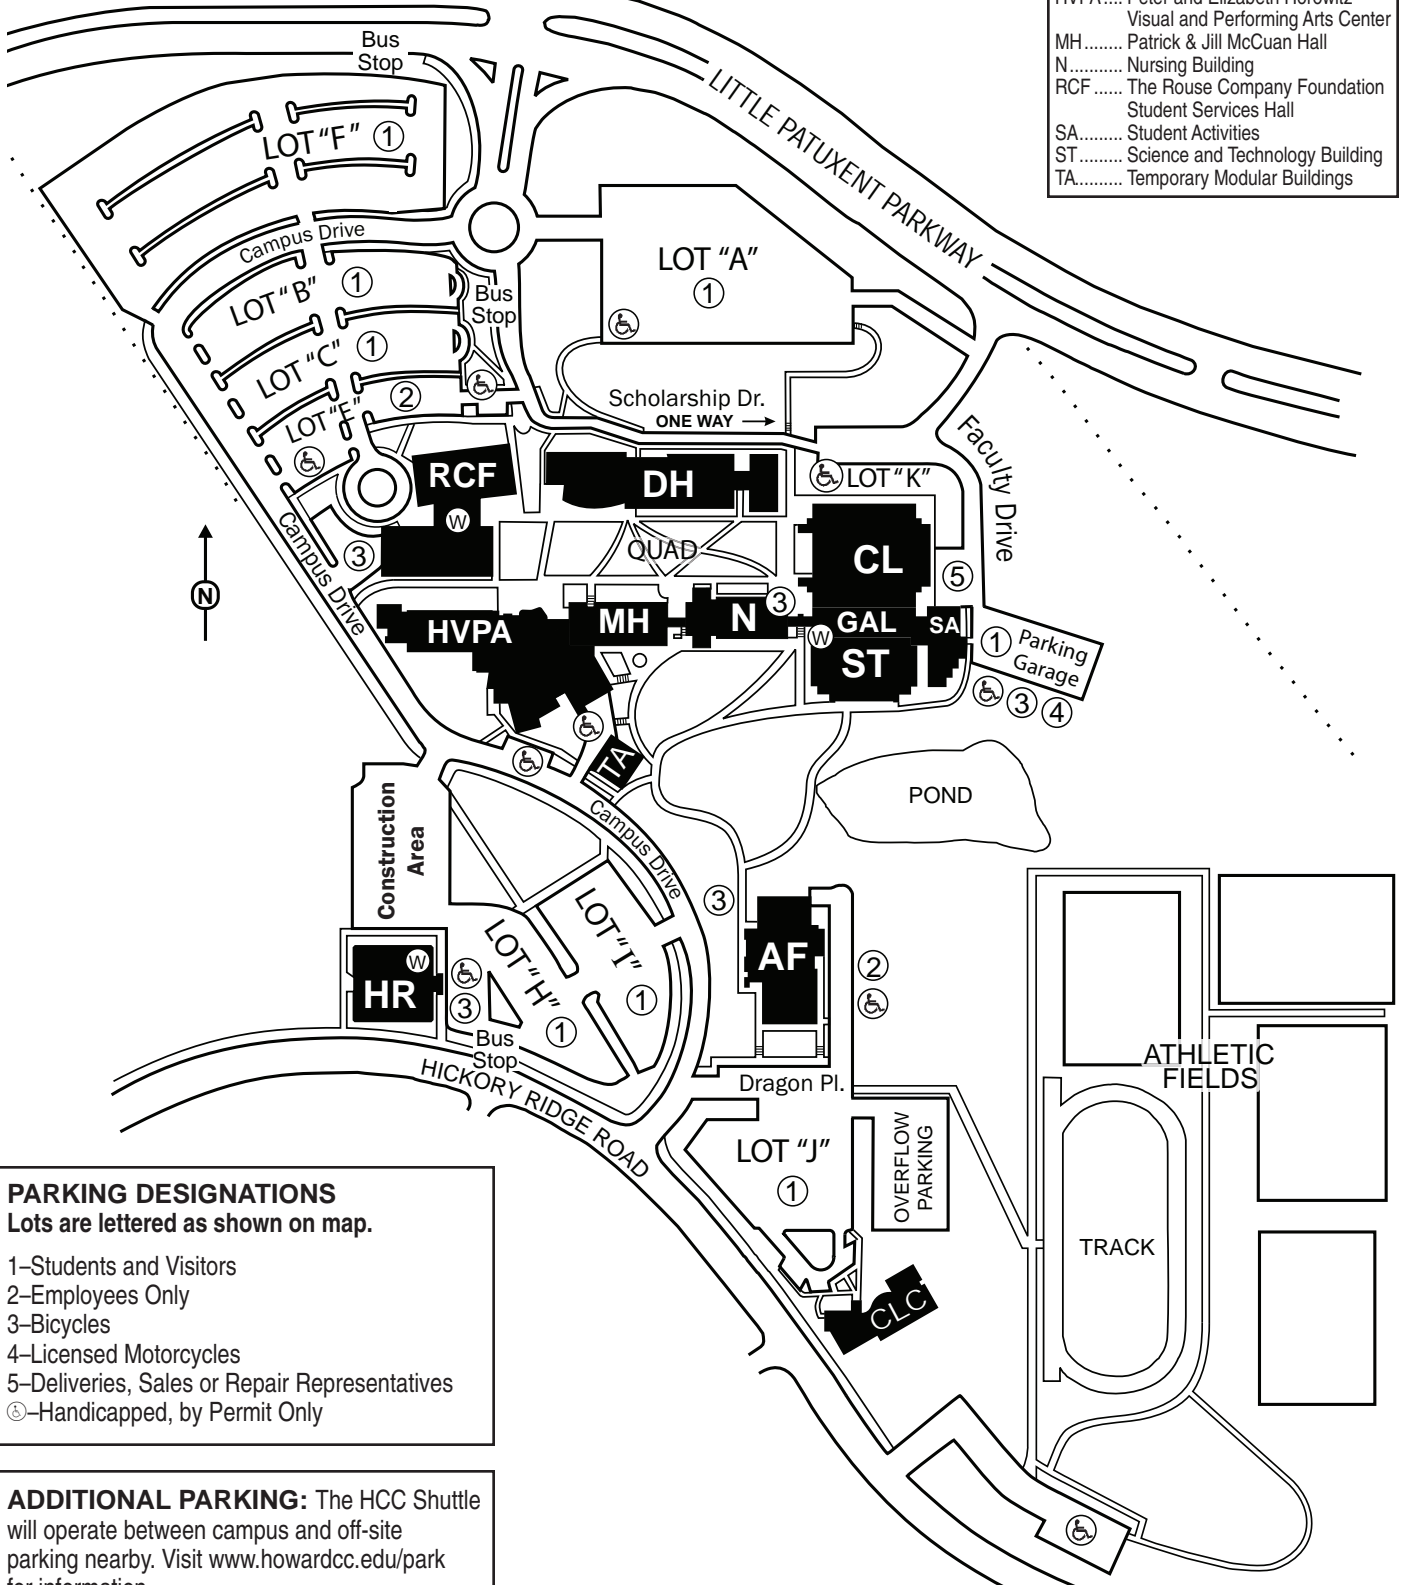 HVPA .... Peter and Elizabeth Horowitz
Visual and Performing Arts Center
MH ........ Patrick & Jill McCuan Hall
N ........... Nursing Building
RCF ...... The Rouse Company Foundation
Student Services Hall
SA ......... Student Activities
ST ......... Science and Technology Building
TA.......... Temporary Modular Buildings
Bus
Stop
LITTLE PATUXENT PARKWAY
LOT "F" 1
Campus Drive
LOT "A"
1
LOT "B" 1
Bus
Stop
LOT "C" 1
LOT "E" 2
Scholarship Dr.
ONE WAY
Faculty Drive
RCF
W
DH
LOT "K"
Campus Drive
3
QUAD
CL
5
N
HVPA
MH
N
3
GAL
W
SA
ST
1 Parking
Garage
3 4
TA
POND
Construction
Area
Campus Drive
3
LOT "I"
1
LOT "H"
1
AF
2
HR
W
3
Bus
Stop
HICKORY RIDGE ROAD
Dragon Pl.
ATHLETIC
FIELDS
LOT "J"
1
OVERFLOW
PARKING
TRACK
CLC
PARKING DESIGNATIONS
Lots are lettered as shown on map.
1–Students and Visitors
2–Employees Only
3–Bicycles
4–Licensed Motorcycles
5–Deliveries, Sales or Repair Representatives
–Handicapped, by Permit Only
ADDITIONAL PARKING: The HCC Shuttle
will operate between campus and off-site
parking nearby. Visit www.howardcc.edu/park
for information